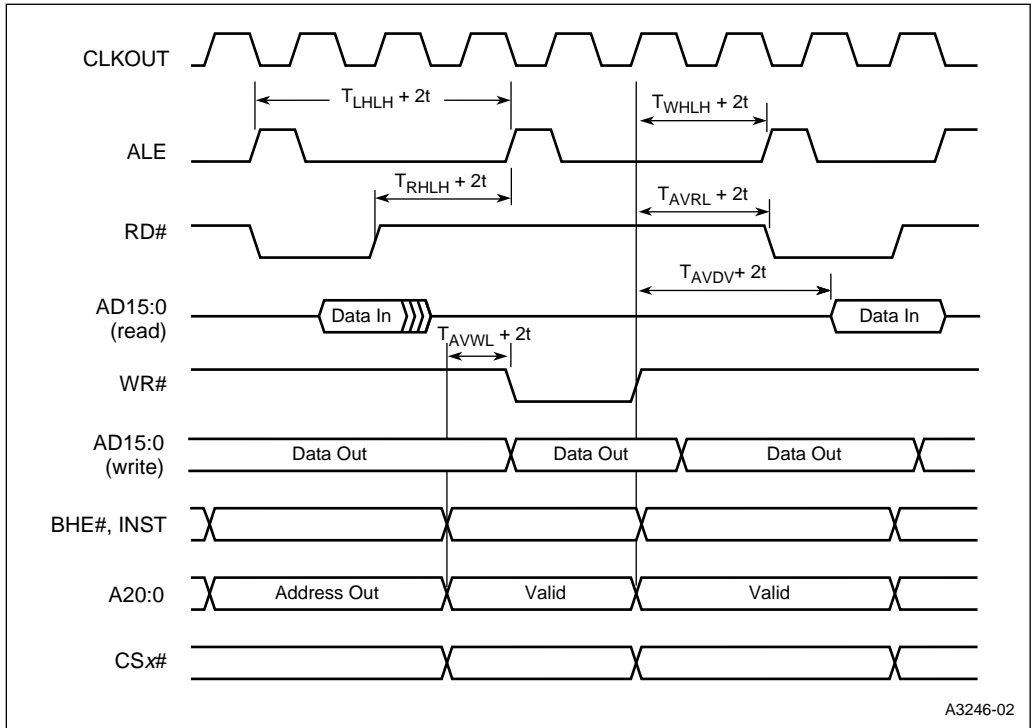 CLKOUT
T_LHLH + 2t
T_WHLH + 2t
ALE
T_RHLH + 2t
T_AVRL + 2t
RD#
T_AVDV+ 2t
AD15:0
(read)
Data In
Data In
T_AVWL + 2t
WR#
AD15:0
(write)
Data Out
Data Out
Data Out
BHE#, INST
A20:0
Address Out
Valid
Valid
CSx#
A3246-02